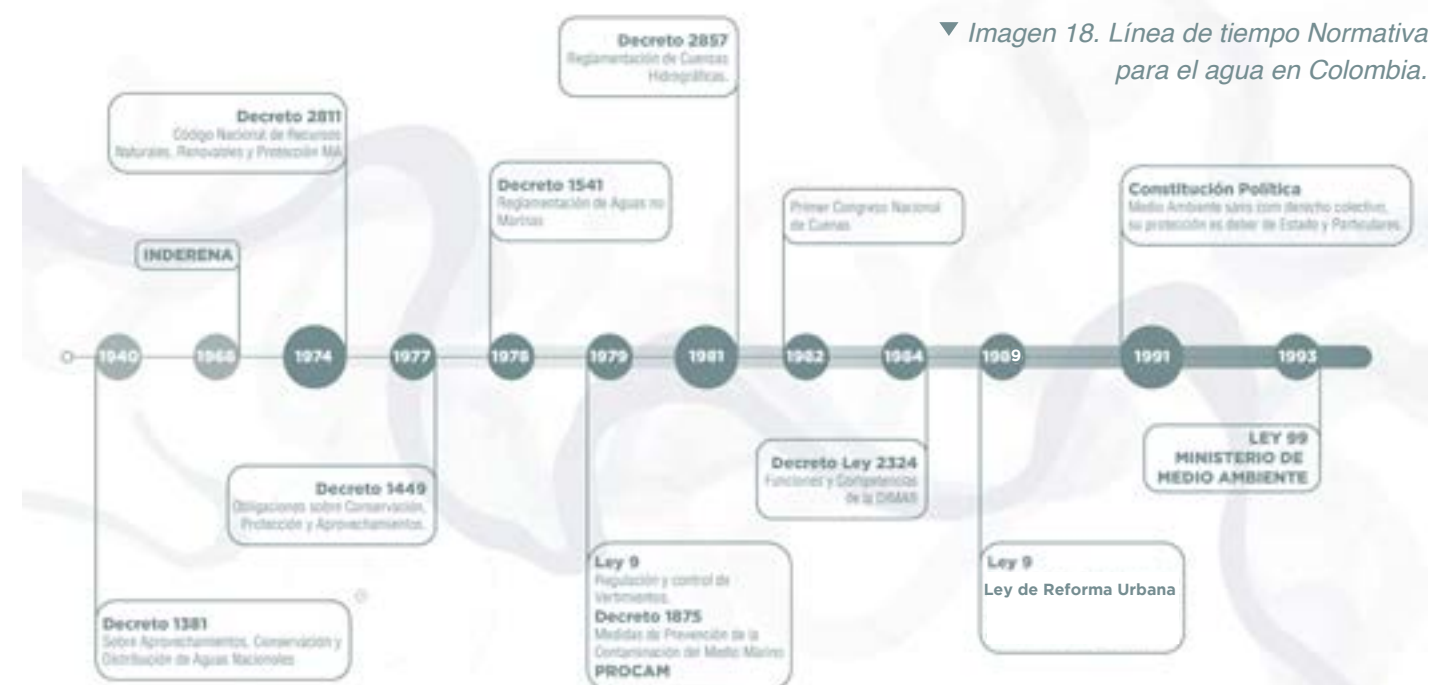 ▼ Imagen 18. Línea de tiempo Normativa
para el agua en Colombia.
Decreto 2857
Reglamentación de Cuencas
Hidrográficas.
Decreto 2811
Código Nacional de Recursos
Naturales, Renovables y Protección MA
Decreto 1541
Reglamentación de Aguas no
Marinas
Primer Congreso Nacional
de Cuenas
Constitución Política
Medio Ambiente sano com derecho colectivo,
su protección es deber de Estado y Particulares.
INDERENA
1940
1968
1974
1977
1978
1979
1981
1982
1984
1989
1991
1993
LEY 99
MINISTERIO DE
MEDIO AMBIENTE
Decreto Ley 2324
Funciones y Competencias
de la DIMAR
Decreto 1449
Obligaciones sobre Conservación,
Protección y Aprovechamientos.
Ley 9
Regulación y control de
Vertimientos.
Decreto 1875
Medidas de Prevención de la
Contaminación del Medio Marino
PROCAM
Ley 9
Ley de Reforma Urbana
Decreto 1381
Sobre Aprovechamientos, Conservación y
Distribución de Aguas Nacionales